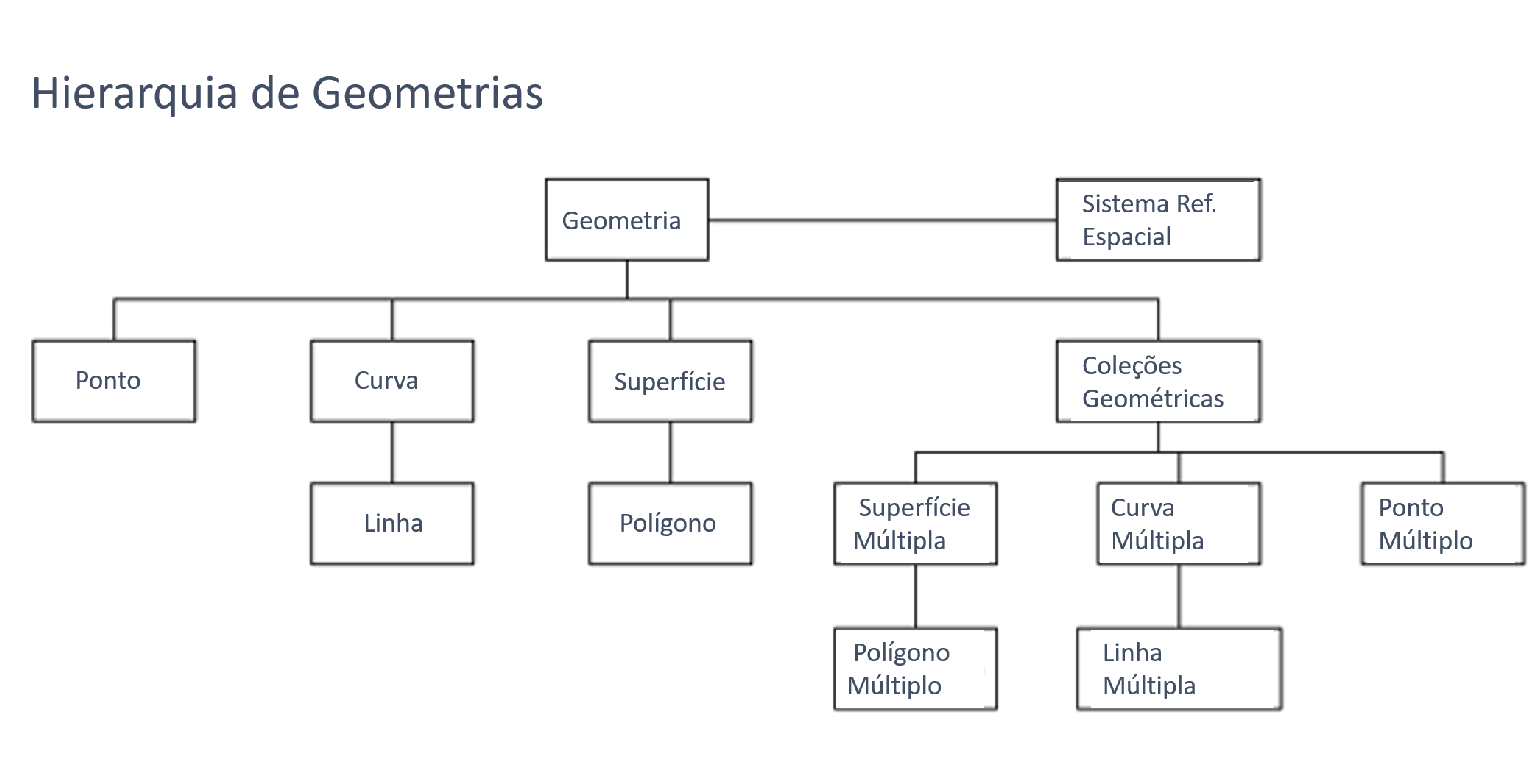 Hierarquia de Geometrias
Geometria
Sistema Ref.
Espacial
Ponto
Curva
Superfície
Coleções
Geométricas
Linha
Polígono
Superfície
Múltipla
Curva
Múltipla
Ponto
Múltiplo
Polígono
Múltiplo
Linha
Múltipla